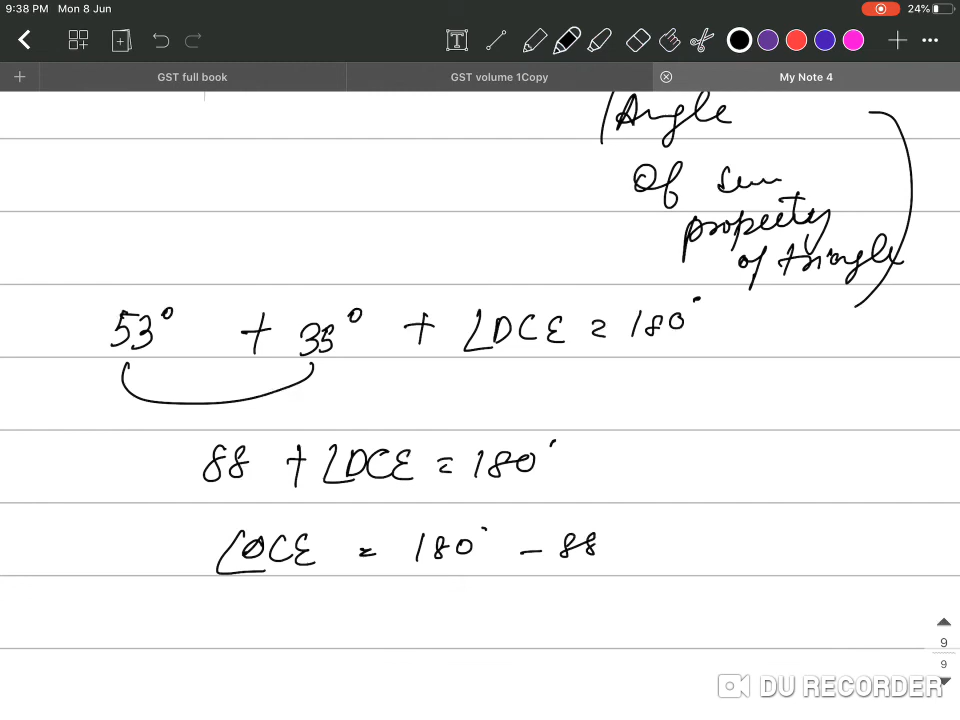 9:38 PM Mon 8 Jun
24%
GST full book
GST volume 1Copy
My Note 4
(Angle
Of sum
property
of triangle)
53° + 35° + ∠DCE = 180°
88 + ∠DCE = 180°
∠DCE = 180° - 88
9
9
DU RECORDER